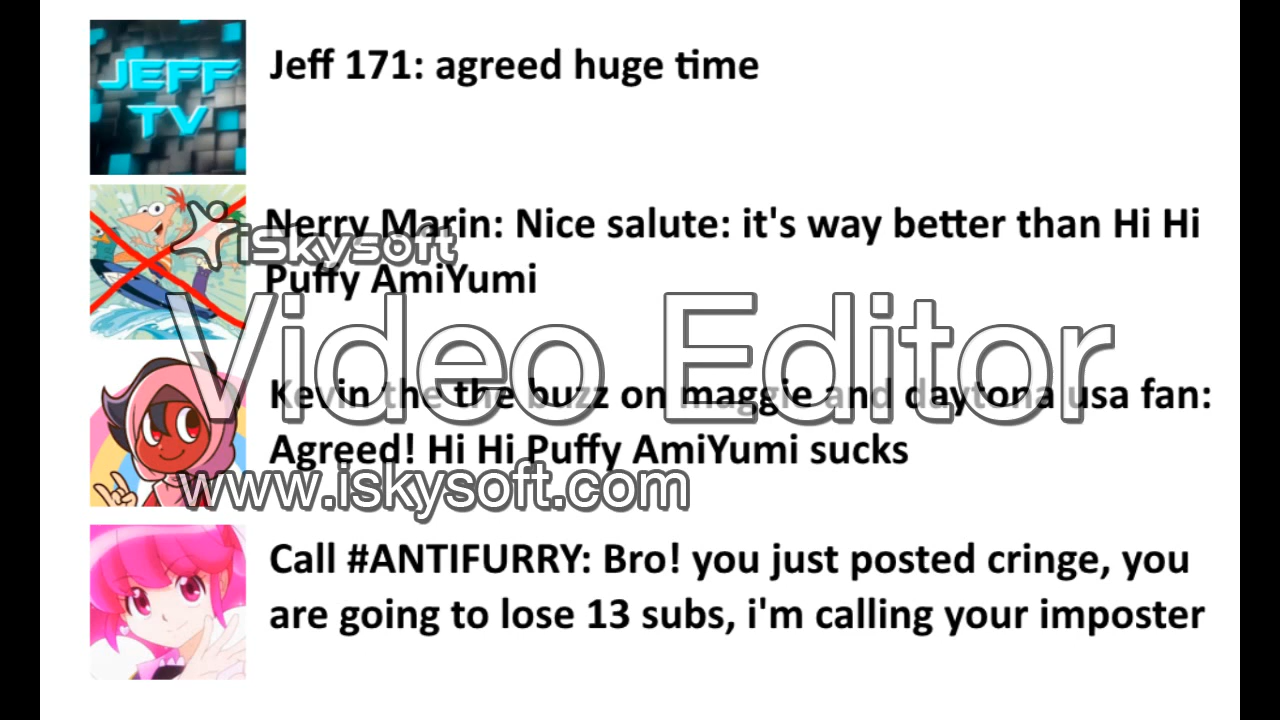 JEFF
TV
Jeff 171: agreed huge time
Nerry Marin: Nice salute: it's way better than Hi Hi
Puffy AmiYumi
iSkysoft
Video Editor
Kevin the the buzz on maggie and daytona usa fan:
Agreed! Hi Hi Puffy AmiYumi sucks
www.iskysoft.com
Call #ANTIFURRY: Bro! you just posted cringe, you
are going to lose 13 subs, i'm calling your imposter